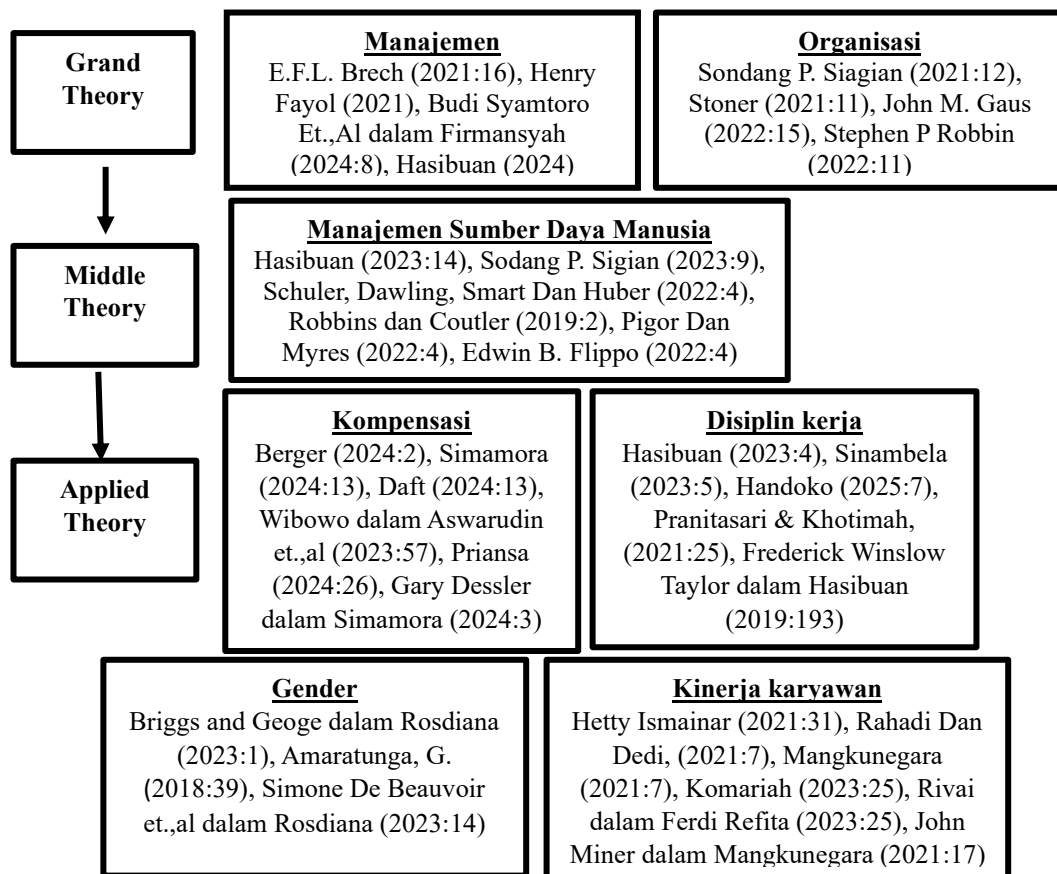 Grand
Theory
Manajemen
E.F.L. Brech (2021:16), Henry
Fayol (2021), Budi Syamtoro
Et.,Al dalam Firmansyah
(2024:8), Hasibuan (2024)
Organisasi
Sondang P. Siagian (2021:12),
Stoner (2021:11), John M. Gaus
(2022:15), Stephen P Robbin
(2022:11)
Middle
Theory
Manajemen Sumber Daya Manusia
Hasibuan (2023:14), Sodang P. Sigian (2023:9),
Schuler, Dawling, Smart Dan Huber (2022:4),
Robbins dan Coutler (2019:2), Pigor Dan
Myres (2022:4), Edwin B. Flippo (2022:4)
Applied
Theory
Kompensasi
Berger (2024:2), Simamora
(2024:13), Daft (2024:13),
Wibowo dalam Aswarudin
et.,al (2023:57), Priansa
(2024:26), Gary Dessler
dalam Simamora (2024:3)
Disiplin kerja
Hasibuan (2023:4), Sinambela
(2023:5), Handoko (2025:7),
Pranitasari & Khotimah,
(2021:25), Frederick Winslow
Taylor dalam Hasibuan
(2019:193)
Gender
Briggs and Geoge dalam Rosdiana
(2023:1), Amaratunga, G.
(2018:39), Simone De Beauvoir
et.,al dalam Rosdiana (2023:14)
Kinerja karyawan
Hetty Ismainar (2021:31), Rahadi Dan
Dedi, (2021:7), Mangkunegara
(2021:7), Komariah (2023:25), Rivai
dalam Ferdi Refita (2023:25), John
Miner dalam Mangkunegara (2021:17)